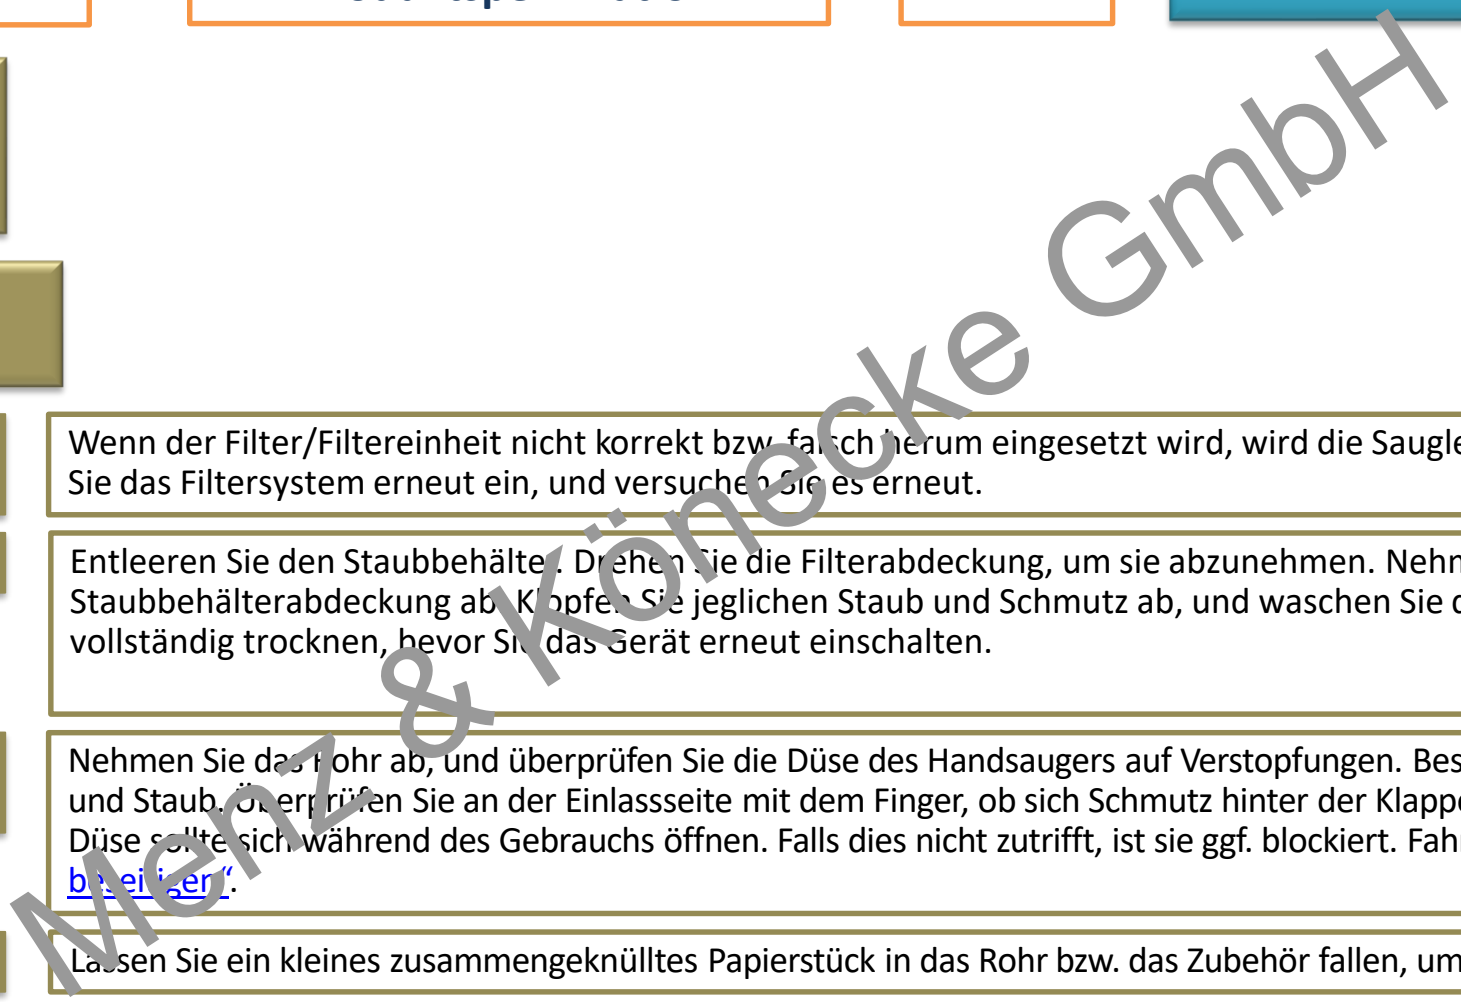 Wenn der Filter/Filtereinheit nicht korrekt bzw. falsch herum eingesetzt wird, wird die
Sie das Filtersystem erneut ein, und versuchen Sie es erneut.
Entleeren Sie den Staubbehälter. Drehen Sie die Filterabdeckung, um sie abzunehmen.
Staubbehälterabdeckung ab. Klopfen Sie jeglichen Staub und Schmutz ab, und waschen Sie
vollständig trocknen, bevor Sie das Gerät erneut einschalten.
Nehmen Sie das Rohr ab, und überprüfen Sie die Düse des Handsaugers auf Verstopfungen.
und Staub. Überprüfen Sie an der Einlassseite mit dem Finger, ob sich Schmutz hinter der
Düse sollte sich während des Gebrauchs öffnen. Falls dies nicht zutrifft, ist sie ggf. blockiert.
beseitigen“.
Lassen Sie ein kleines zusammengeknülltes Papierstück in das Rohr bzw. das Zubehör fallen, um
Menz & Könecke GmbH